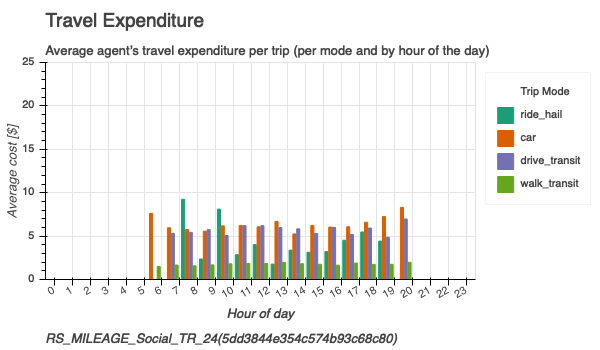 Travel Expenditure
Average agent's travel expenditure per trip (per mode and by hour of the day)
25
20
15
10
5
0
Average cost [$]
0 1 2 3 4 5 6 7 8 9 10 11 12 13 14 15 16 17 18 19 20 21 22 23
Hour of day
Trip Mode
ride_hail
car
drive_transit
walk_transit
RS_MILEAGE_Social_TR_24(5dd3844e354c574b93c68c80)